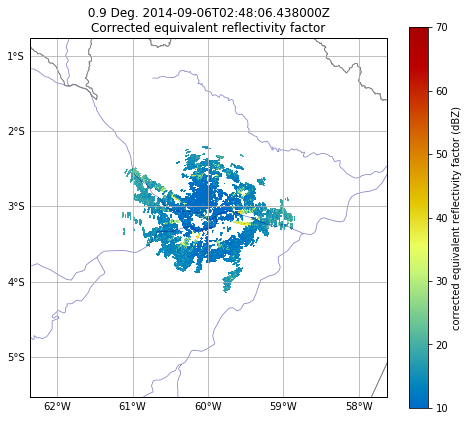 0.9 Deg. 2014-09-06T02:48:06.438000Z
Corrected equivalent reflectivity factor
1°S
2°S
3°S
4°S
5°S
62°W 61°W 60°W 59°W 58°W
70
60
50
40
30
20
10
corrected equivalent reflectivity factor (dBZ)